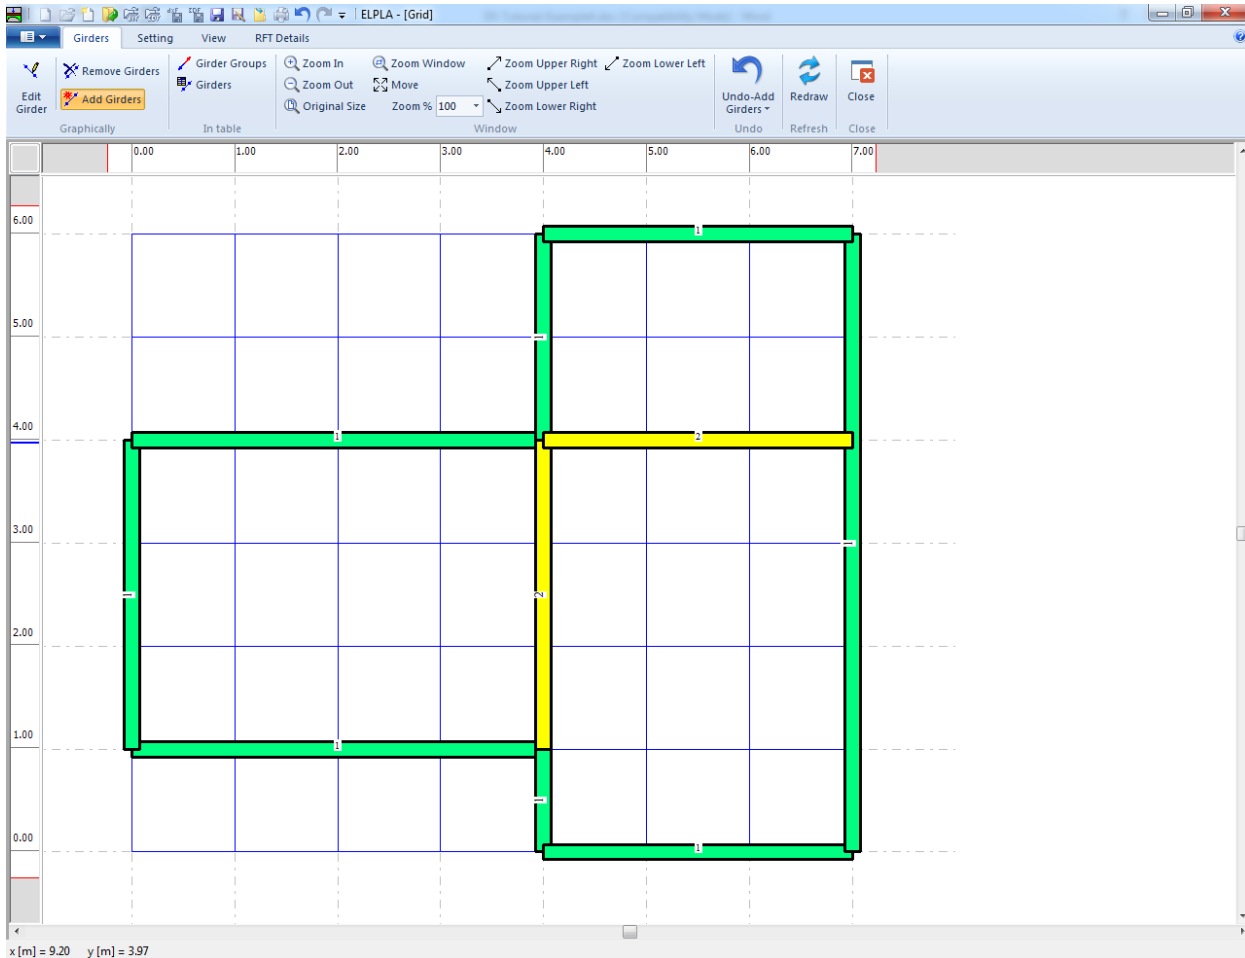 ELPLA - [Grid]
Girders Setting View RFT Details
Edit Girder
Remove Girders
Add Girders
Graphically
Girder Groups
Girders
In table
Zoom In Zoom Window Zoom Upper Right Zoom Lower Left
Zoom Out Move Zoom Upper Left
Original Size Zoom % 100 Zoom Lower Right
Window
Undo-Add Girders
Undo
Redraw
Refresh
Close
Close
0.00 1.00 2.00 3.00 4.00 5.00 6.00 7.00
6.00
1
5.00
1
4.00
1 2
3.00
1
1 2
2.00
1.00
1
1
0.00
1
x [m] = 9.20 y [m] = 3.97